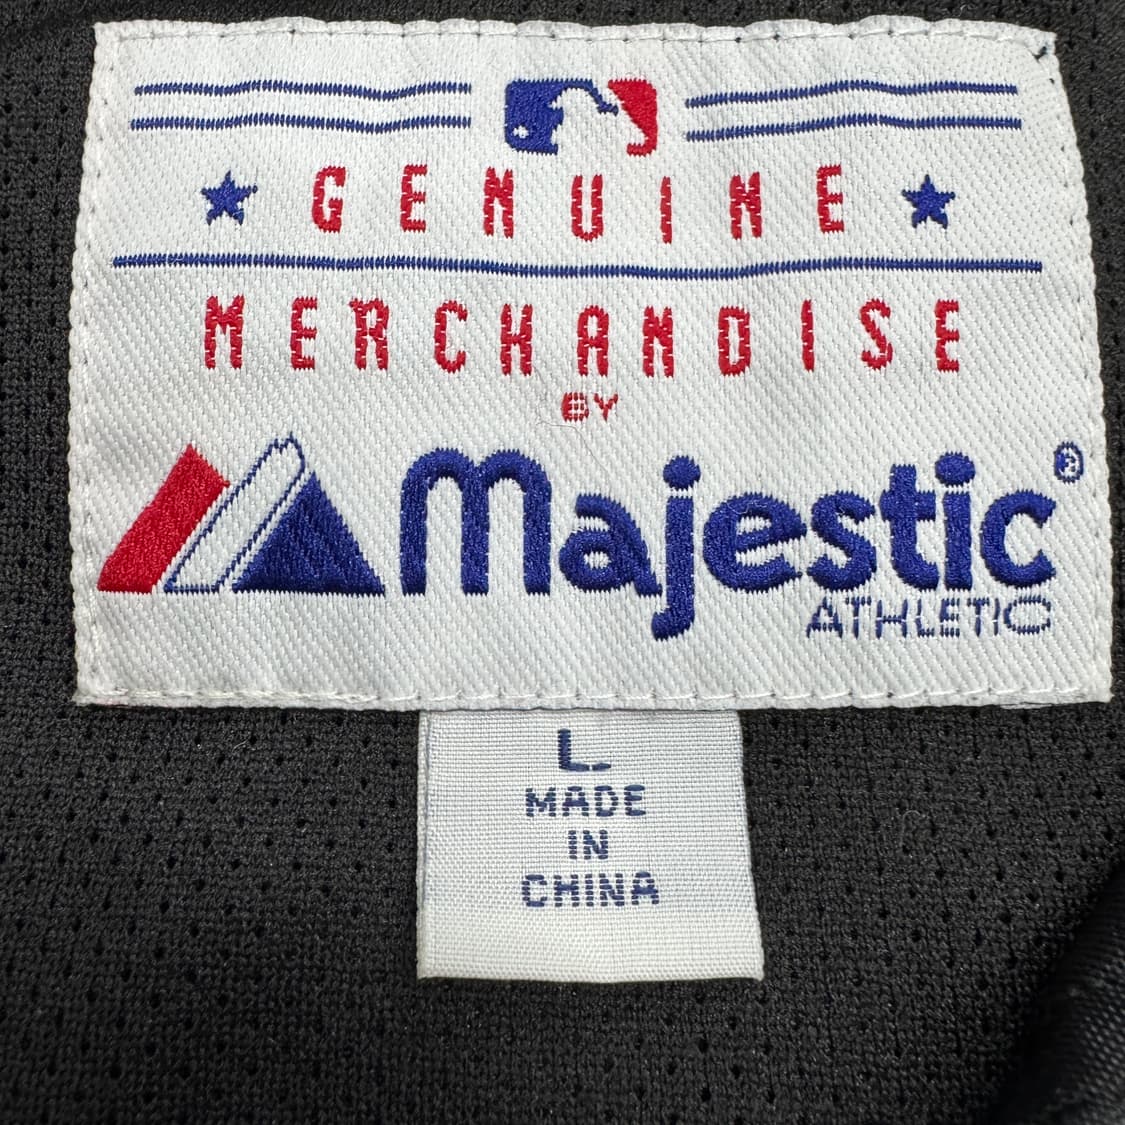 GENUINE
MERCHANDISE
BY
Majestic®
ATHLETIC
L
MADE
IN
CHINA